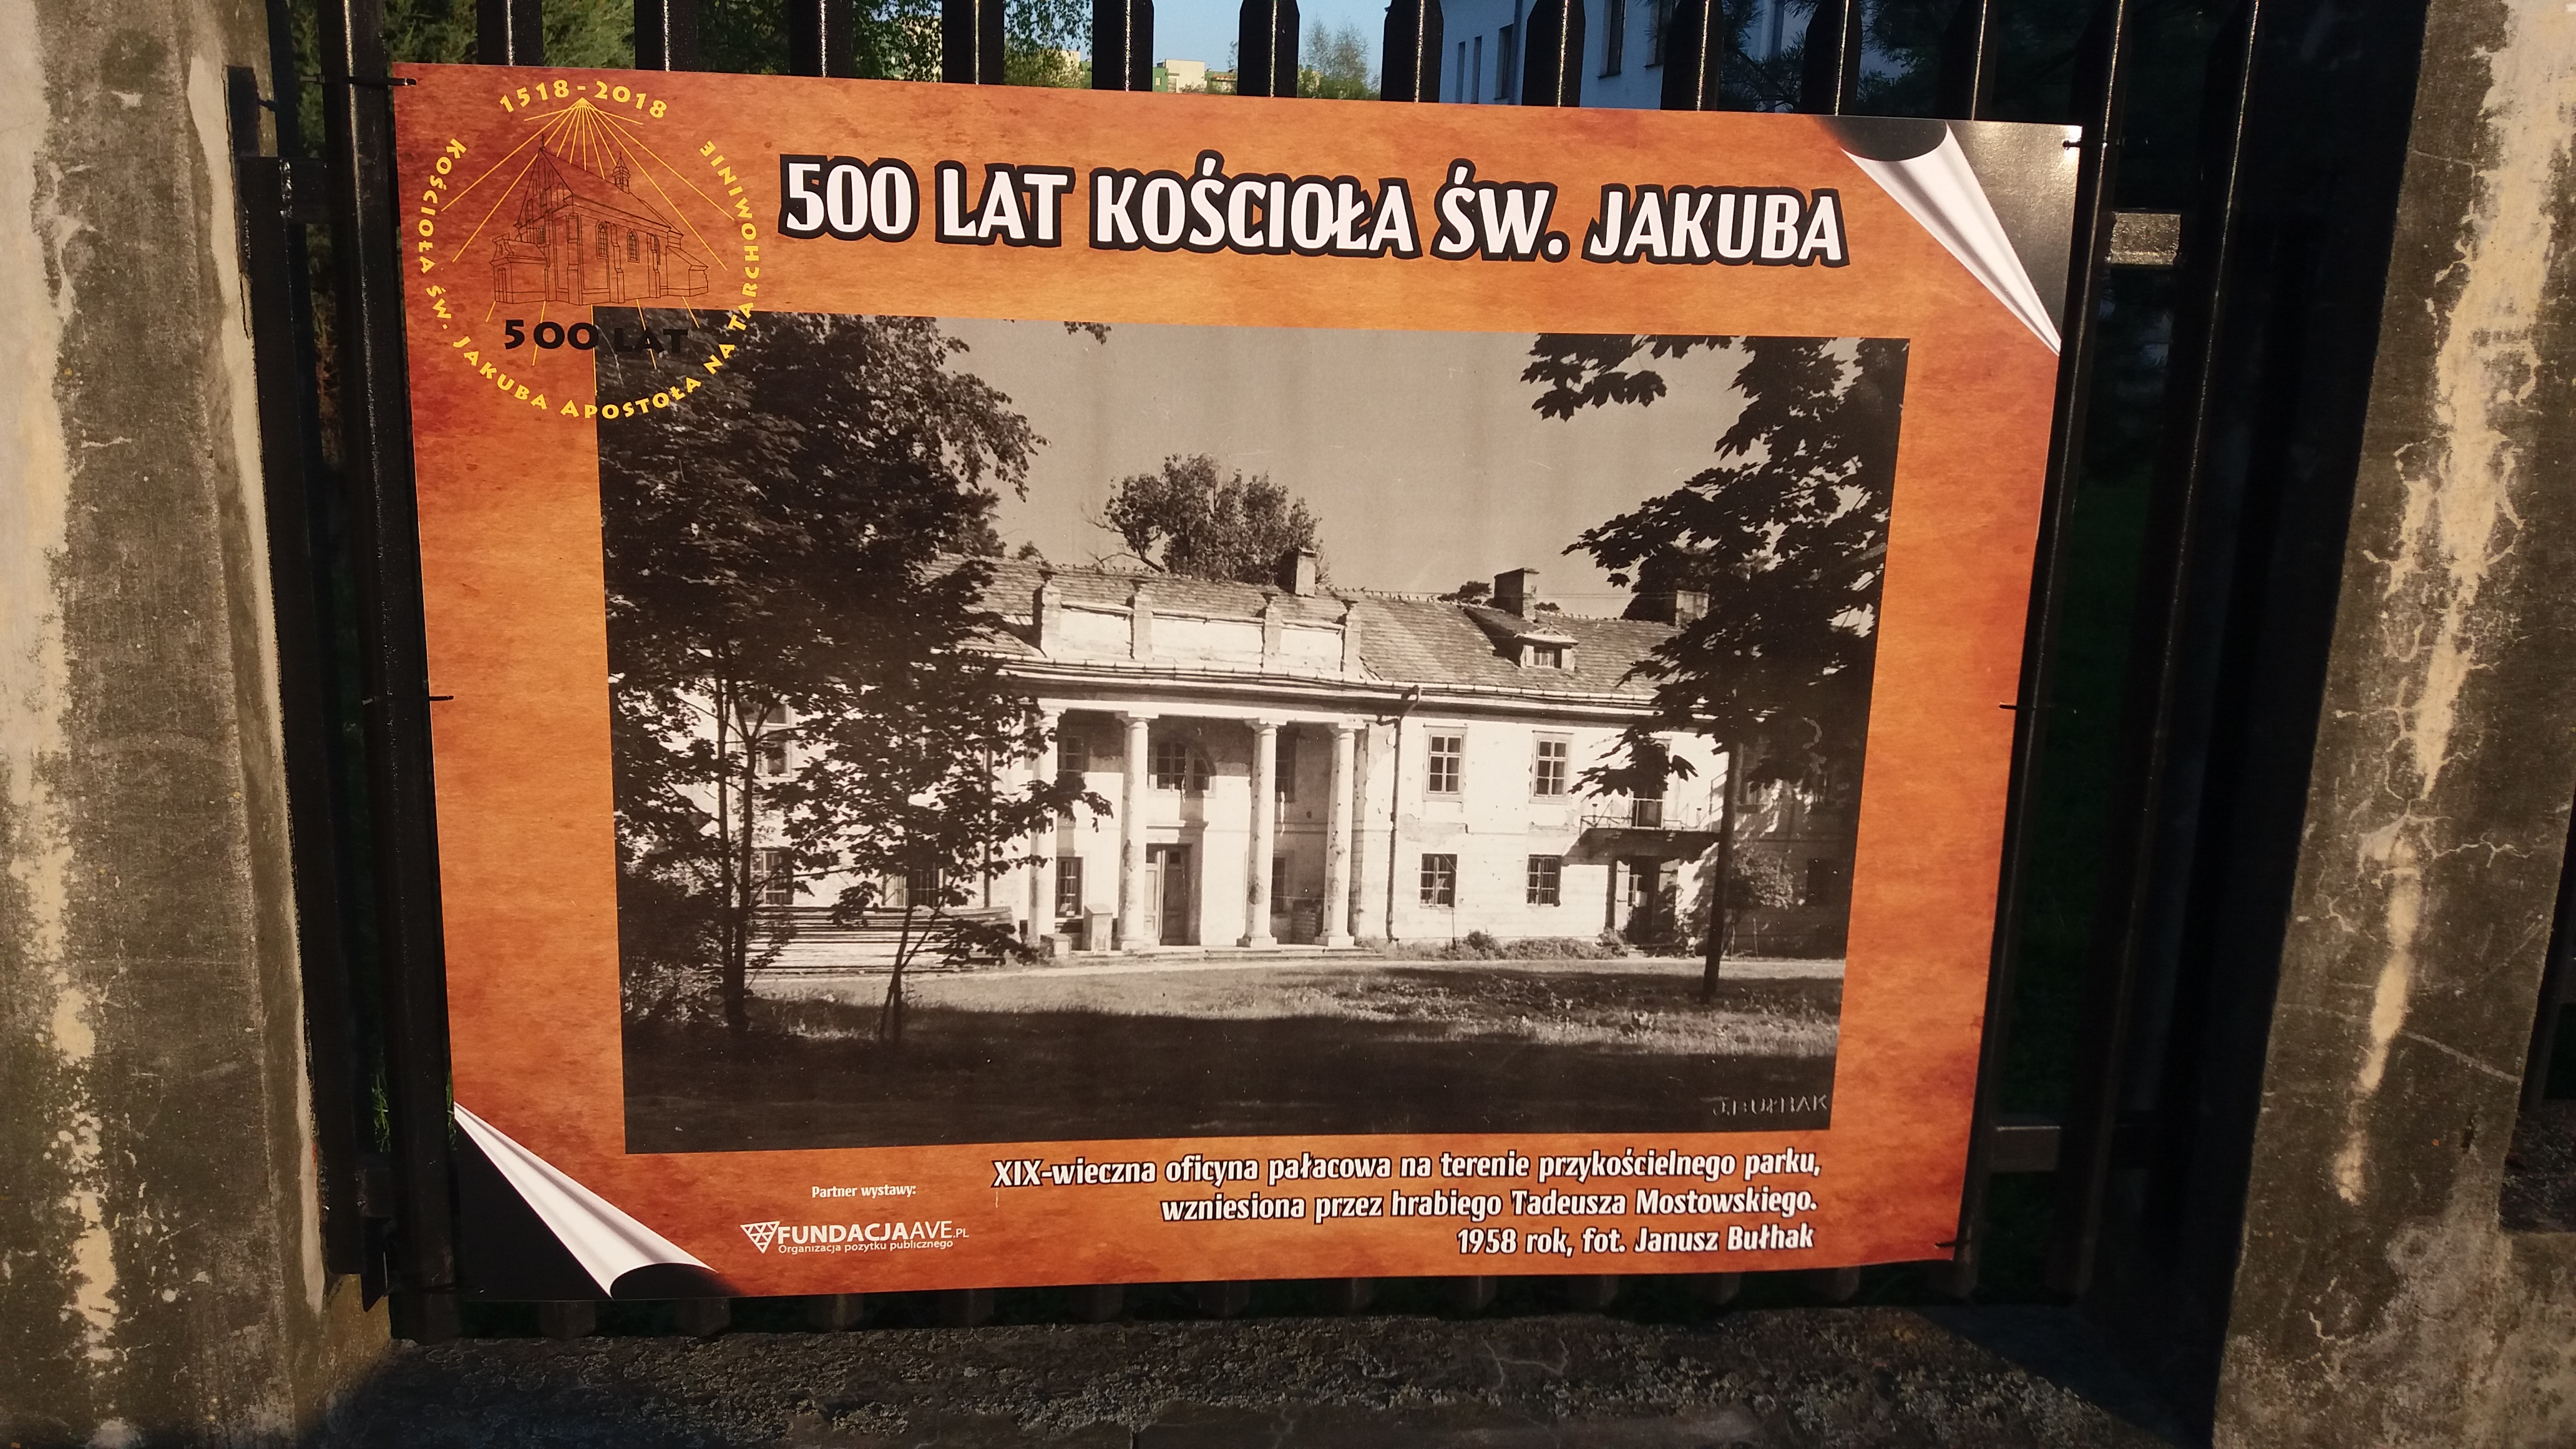 1518-2018
KOŚCIOŁA ŚW. JAKUBA APOSTOŁA NA TARCHOMINIE
500 LAT
500 LAT KOŚCIOŁA ŚW. JAKUBA
J.BUŁHAK
XIX-wieczna oficyna pałacowa na terenie przykościelnego parku,
wzniesiona przez hrabiego Tadeusza Mostowskiego.
1958 rok, fot. Janusz Bułhak
Partner wystawy:
FUNDACJAAVE.PL
Organizacja pożytku publicznego